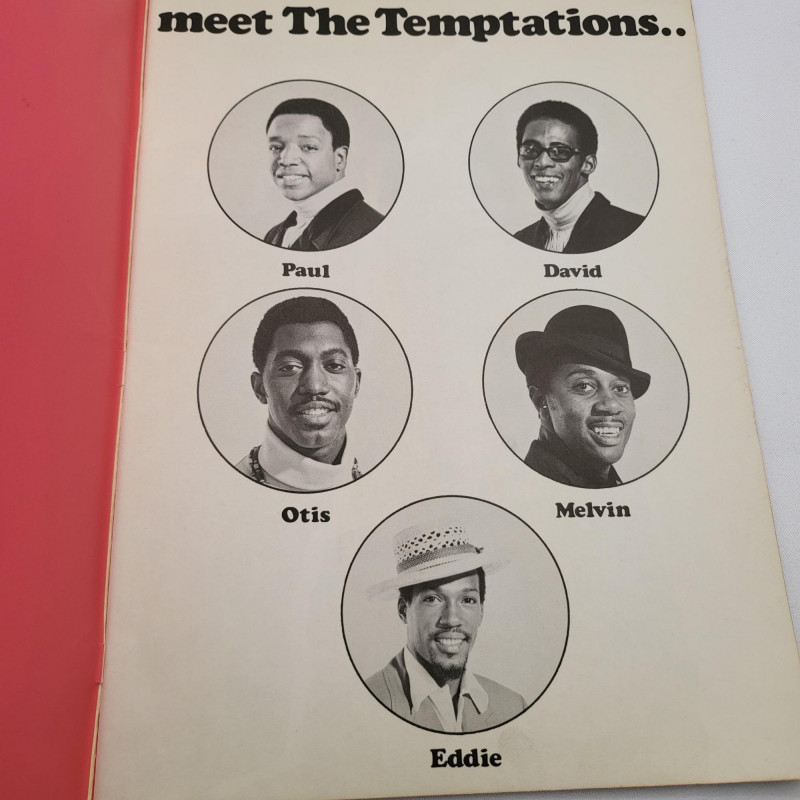 meet The Temptations..
Paul
David
Otis
Melvin
Eddie